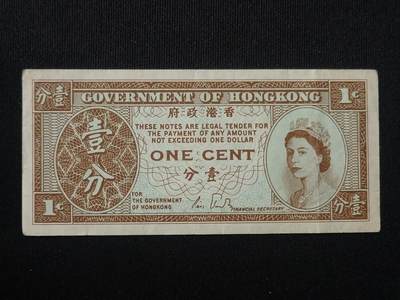 分壹 GOVERNMENT OF HONGKONG 1c
府政港香
THESE NOTES ARE LEGAL TENDER FOR
THE PAYMENT OF ANY AMOUNT
NOT EXCEEDING ONE DOLLAR
壹分
ONE CENT
分壹
FOR
THE GOVERNMENT
OF HONGKONG
FINANCIAL SECRETARY
1c 分壹